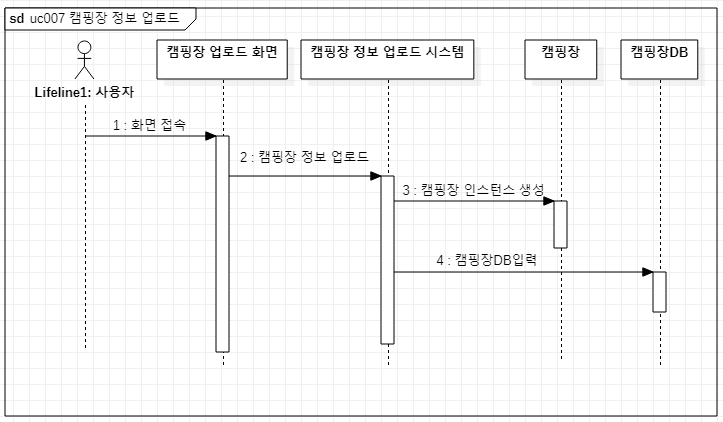 sd uc007 캠핑장 정보 업로드
캠핑장 업로드 화면
캠핑장 정보 업로드 시스템
캠핑장
캠핑장DB
Lifeline1: 사용자
1 : 화면 접속
2 : 캠핑장 정보 업로드
3 : 캠핑장 인스턴스 생성
4 : 캠핑장DB입력